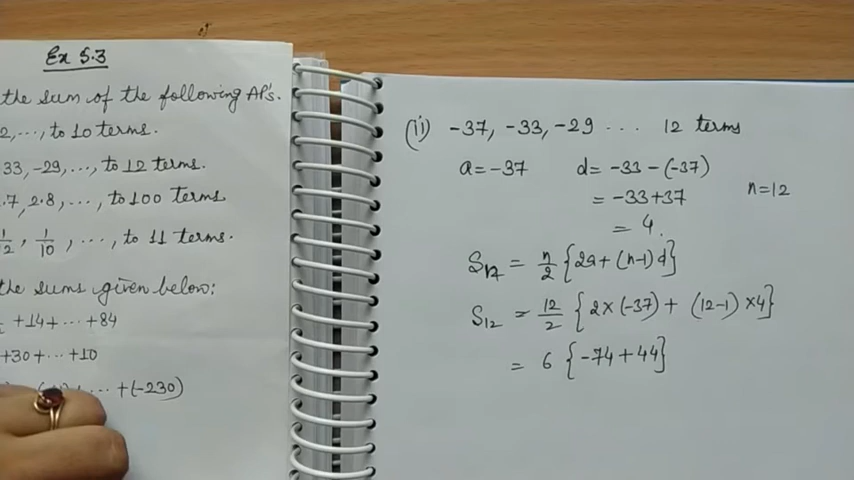 Ex 5.3
the sum of the following AP's.
2, ..., to 10 terms.
33, -29, ..., to 12 terms.
.7, 2.8, ..., to 100 terms
1/2, 1/10, ..., to 11 terms.
the sums given below:
+14+...+84
+30+...+10
... +(-230)
(ii) -37, -33, -29 .... 12 terms
a=-37 d= -33-(-37)
= -33+37 n=12
= 4.
= n/2 {2a+(n-1)d}
S12 = 12/2 {2×(-37)+ (12-1)×4}
= 6 {-74+44}